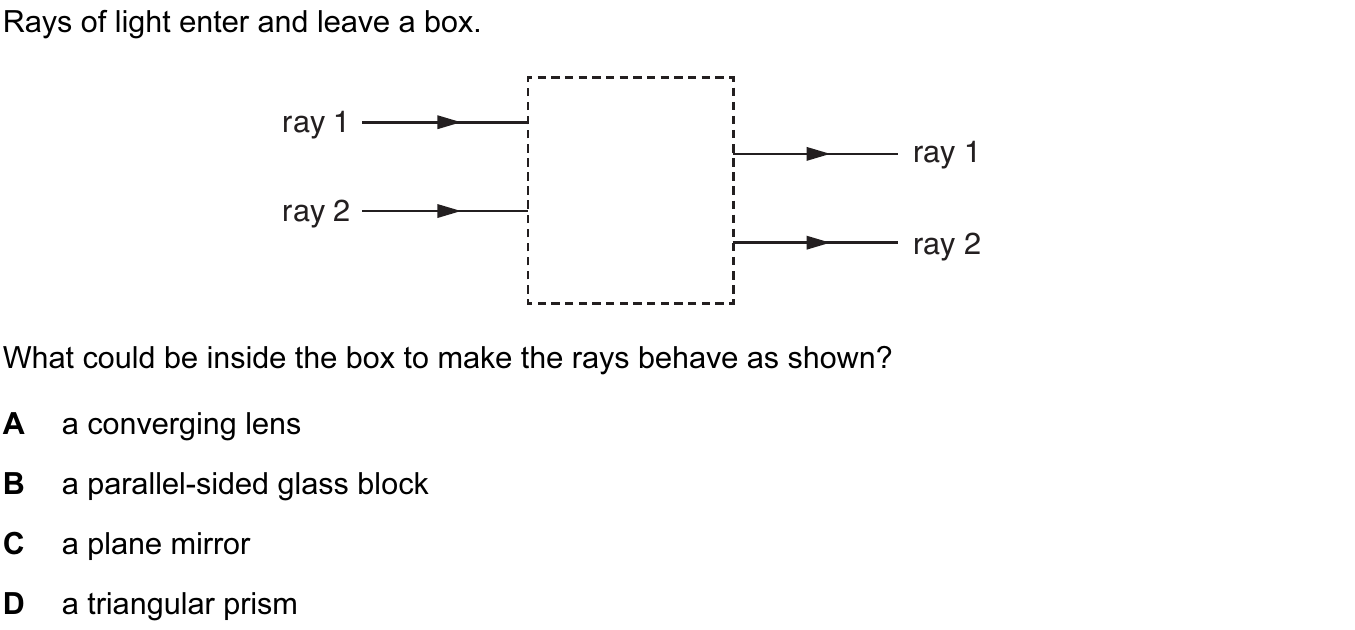 Rays of light enter and leave a box.
ray 1
ray 1
ray 2
ray 2
What could be inside the box to make the rays behave as shown?
A a converging lens
B a parallel-sided glass block
C a plane mirror
D a triangular prism